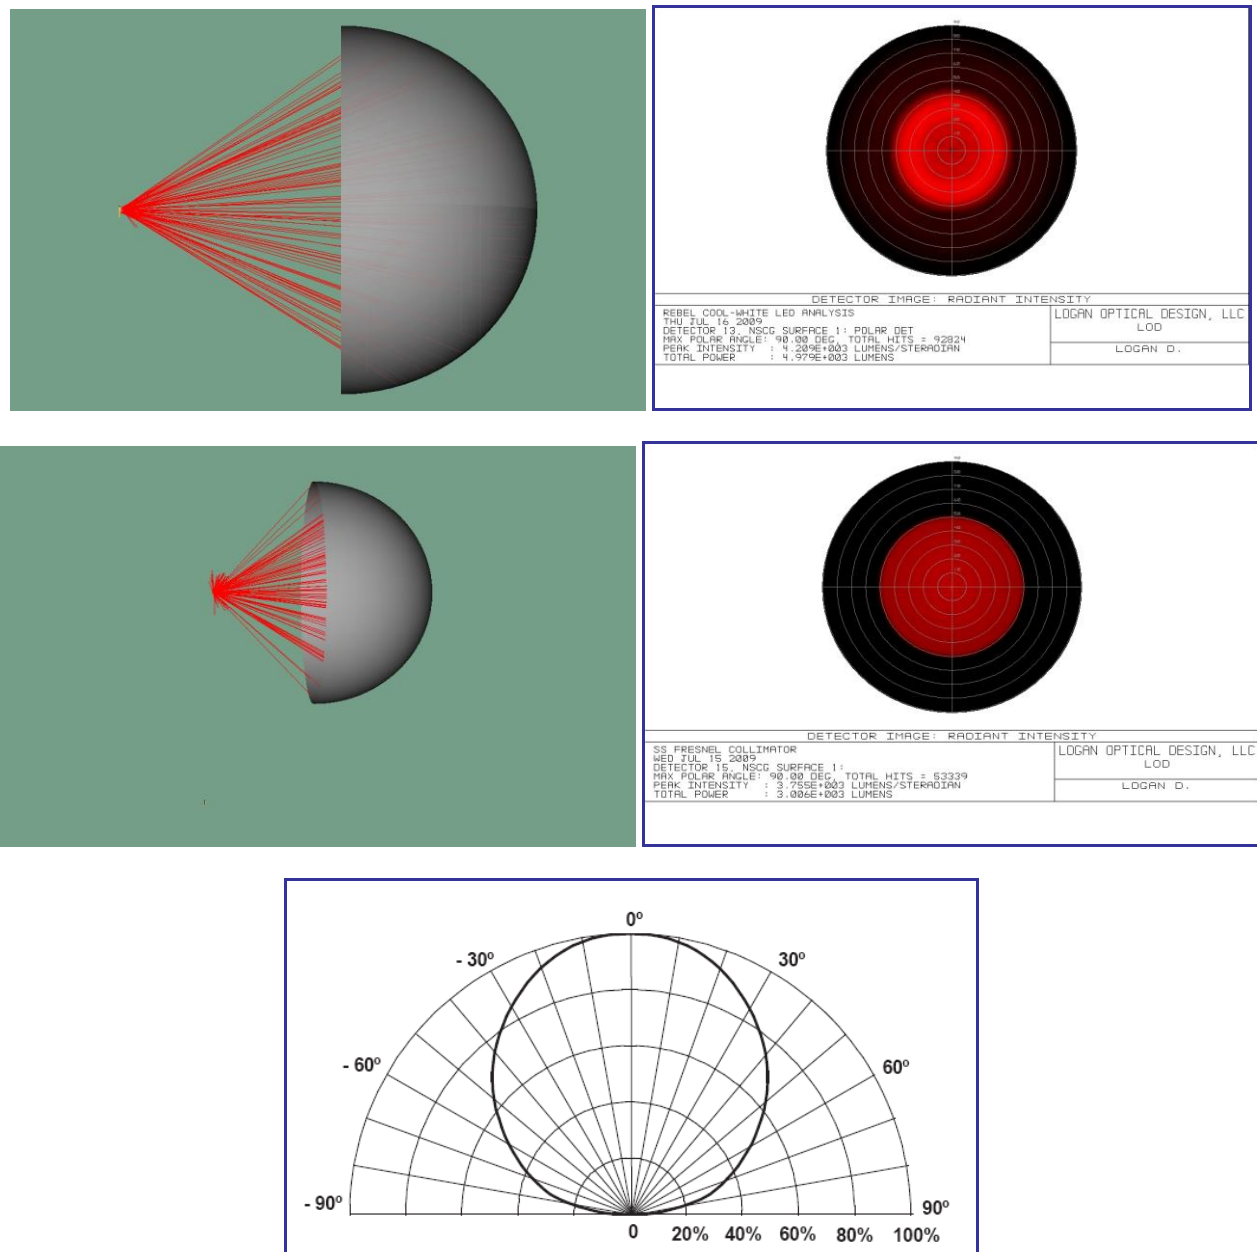 DETECTOR IMAGE: RADIANT INTENSITY
REBEL COOL-WHITE LED ANALYSIS
THU JUL 16 2009
DETECTOR 13, NSCG SURFACE 1: POLAR DET
MAX POLAR ANGLE: 90.00 DEG, TOTAL HITS = 92824
PEAK INTENSITY : 4.209E+003 LUMENS/STERADIAN
TOTAL POWER : 4.979E+003 LUMENS
LOGAN OPTICAL DESIGN, LLC
LOD
LOGAN D.
DETECTOR IMAGE: RADIANT INTENSITY
SS FRESNEL COLLIMATOR
WED JUL 15 2009
DETECTOR 15, NSCG SURFACE 1:
MAX POLAR ANGLE: 90.00 DEG, TOTAL HITS = 53339
PEAK INTENSITY : 3.755E+003 LUMENS/STERADIAN
TOTAL POWER : 3.006E+003 LUMENS
LOGAN OPTICAL DESIGN, LLC
LOD
LOGAN D.
0º
- 30º 30º
- 60º 60º
- 90º 90º
0 20% 40% 60% 80% 100%